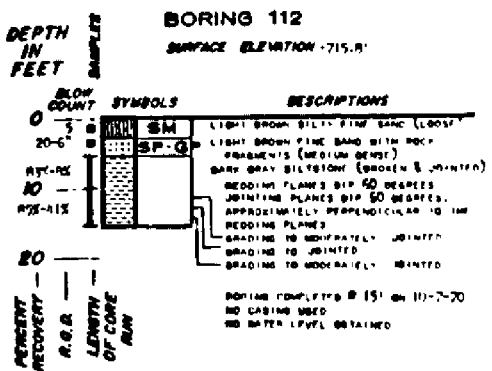 BORING 112
DEPTH IN FEET
SAMPLES
SURFACE ELEVATION +715.8'
BLOW COUNT
SYMBOLS
DESCRIPTIONS
0
5
SM
LIGHT BROWN SILTY FINE SAND (LOOSE)
20-6"
SP-G
LIGHT BROWN FINE SAND WITH ROCK
FRAGMENTS (MEDIUM DENSE)
DARK GRAY SILTSTONE (BROKEN & JOINTED)
BEDDING PLANES DIP 60 DEGREES
10
JOINTING PLANES DIP 60 DEGREES,
APPROXIMATELY PERPENDICULAR TO THE
BEDDING PLANES
GRADING TO MODERATELY JOINTED
GRADING TO JOINTED
GRADING TO MODERATELY JOINTED
20
BORING COMPLETED @ 15' ON
NO CASING USED
NO WATER LEVEL OBTAINED
PERCENT RECOVERY
R.Q.D.
LENGTH OF CORE RUN